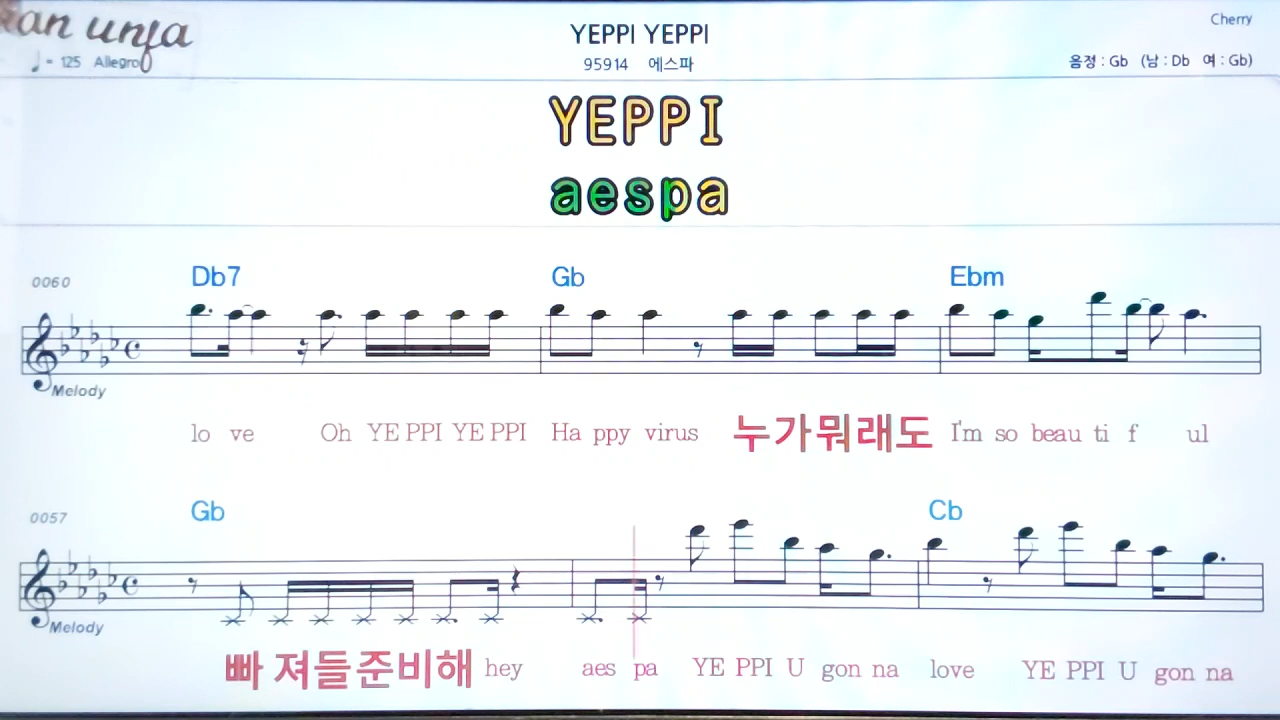 an unfa
Cherry
YEPPI YEPPI
♩= 125 Allegro
95914 에스파
음정 : Gb (남 : Db 여 : Gb)
YEPPI
aespa
0060
Db7 Gb Ebm
Melody
lo ve Oh YE PPI YE PPI Ha ppy virus 누가뭐래도 I'm so beau ti f ul
0057
Gb Cb
Melody
빠 져들준비해 hey aes pa YE PPI U gon na love YE PPI U gon na